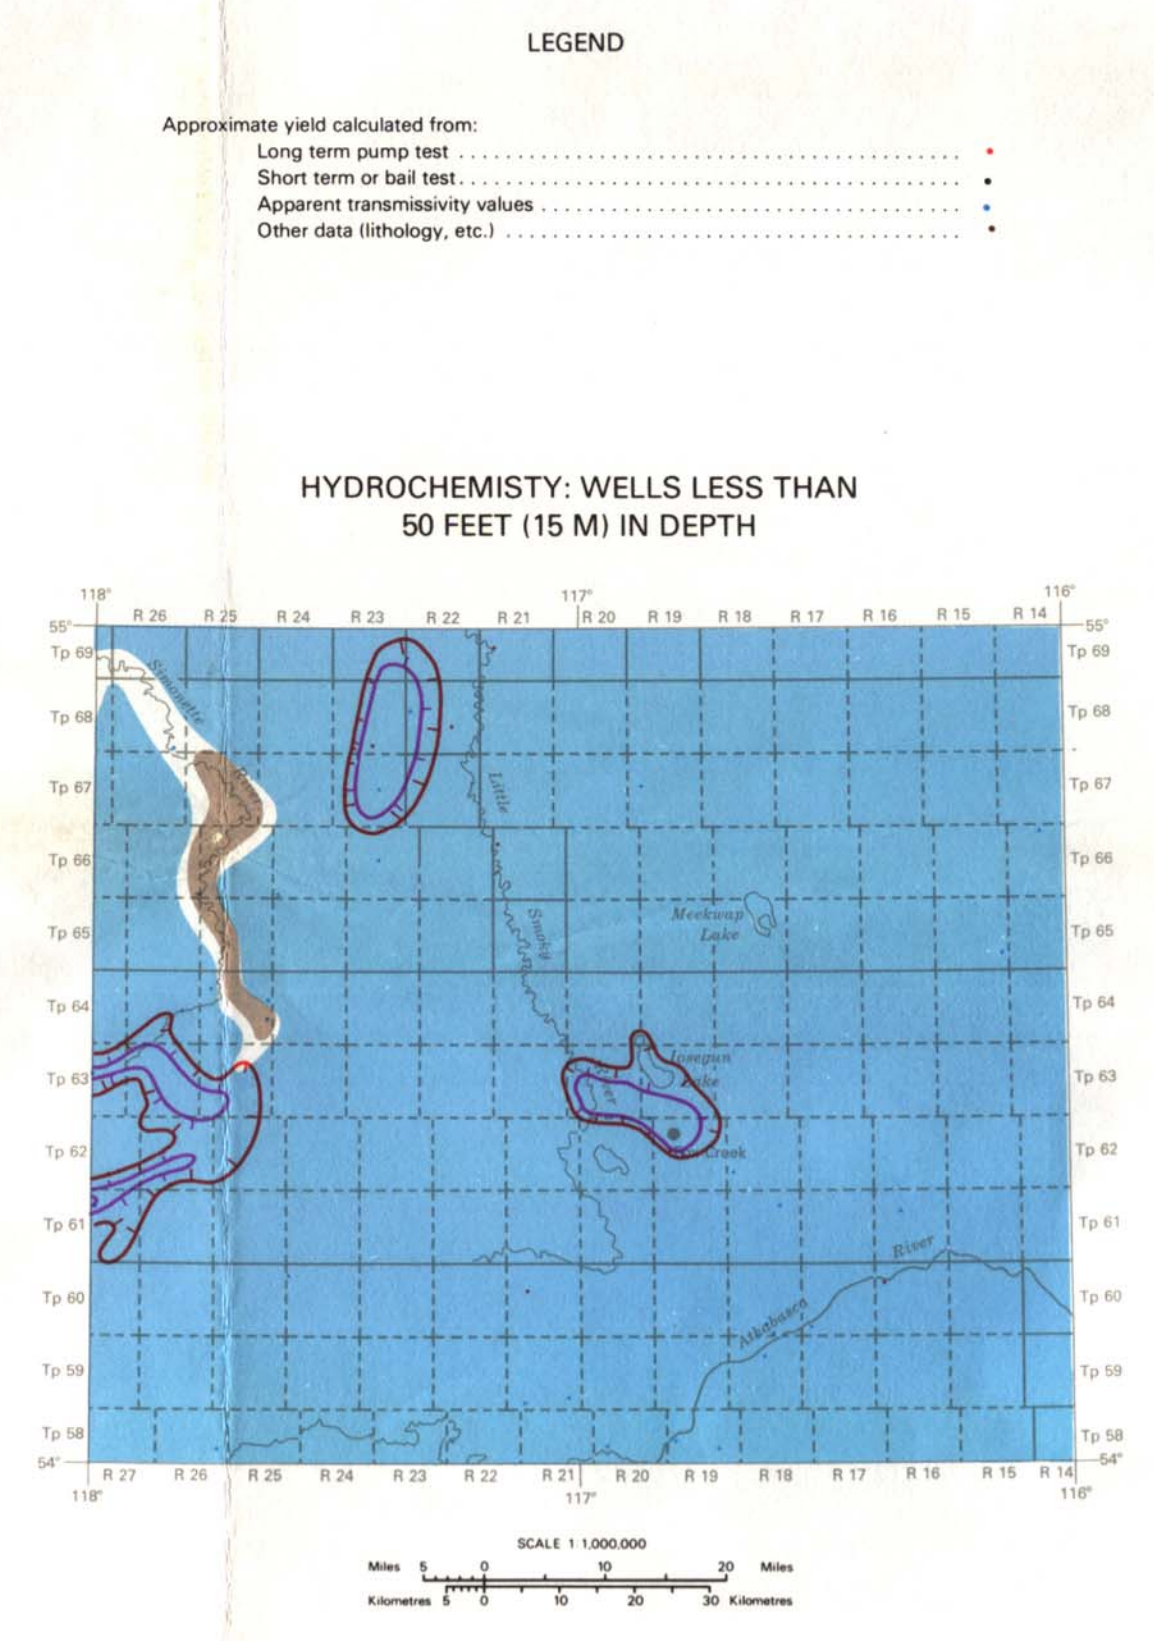 LEGEND
Approximate yield calculated from:
Long term pump test
Short term or bail test
Apparent transmissivity values
Other data (lithology, etc.)
HYDROCHEMISTY: WELLS LESS THAN
50 FEET (15 M) IN DEPTH
118° 117° 116°
R 26 R 25 R 24 R 23 R 22 R 21 R 20 R 19 R 18 R 17 R 16 R 15 R 14
55° 55°
Tp 69 Tp 69
Simonette
Tp 68 Tp 68
River
Tp 67 Little Tp 67
Tp 66 Tp 66
Meekwap
Lake
Smoky
Tp 65 Tp 65
Tp 64 Tp 64
Iosegun
Lake
River
Tp 63 Tp 63
Tp 62 Creek Tp 62
Tp 61 Tp 61
River
Tp 60 Tp 60
Athabasca
Tp 59 Tp 59
Tp 58 Tp 58
54° 54°
R 27 R 26 R 25 R 24 R 23 R 22 R 21 R 20 R 19 R 18 R 17 R 16 R 15 R 14
118° 117° 116°
SCALE 1:1,000,000
Miles 5 0 10 20 Miles
Kilometres 5 0 10 20 30 Kilometres